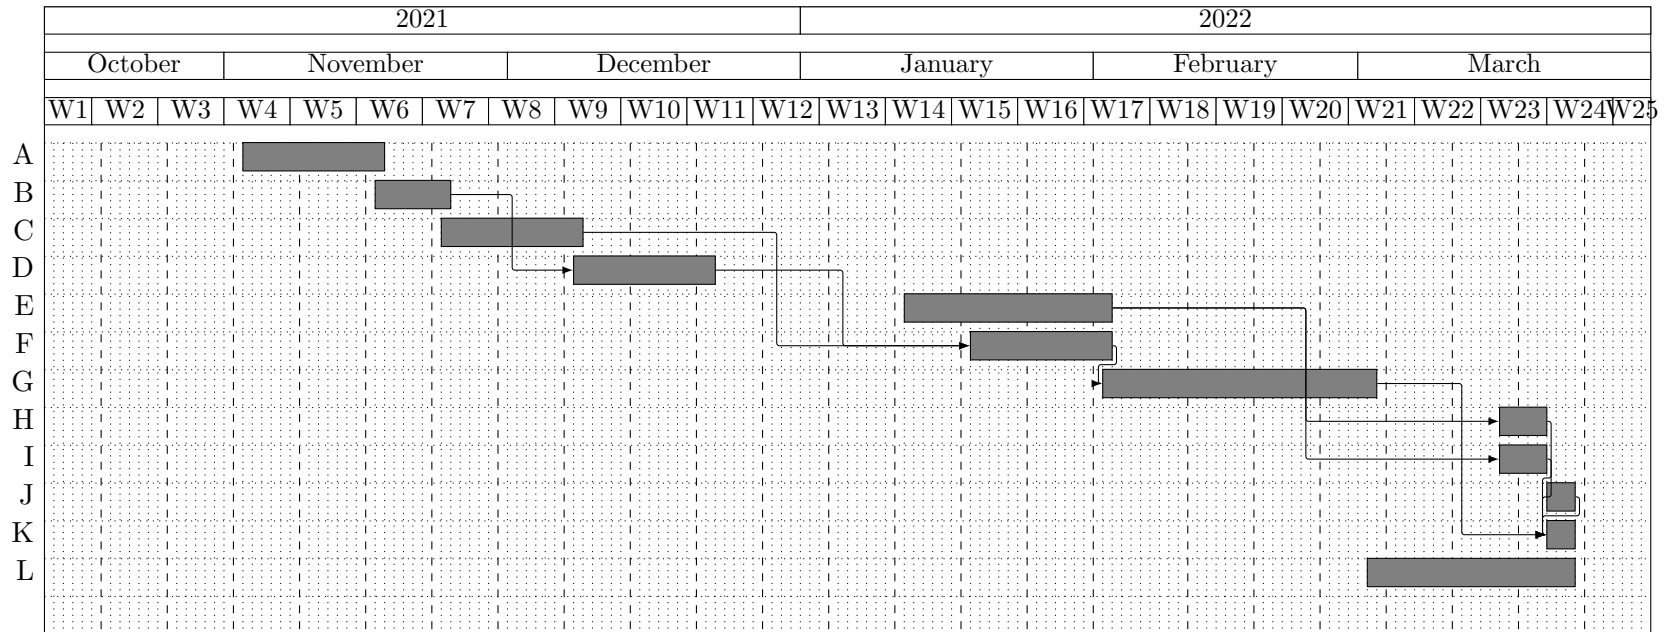 2021 2022
October November December January February March
W1 W2 W3 W4 W5 W6 W7 W8 W9 W10 W11 W12 W13 W14 W15 W16 W17 W18 W19 W20 W21 W22 W23 W24 W25
A
B
C
D
E
F
G
H
I
J
K
L